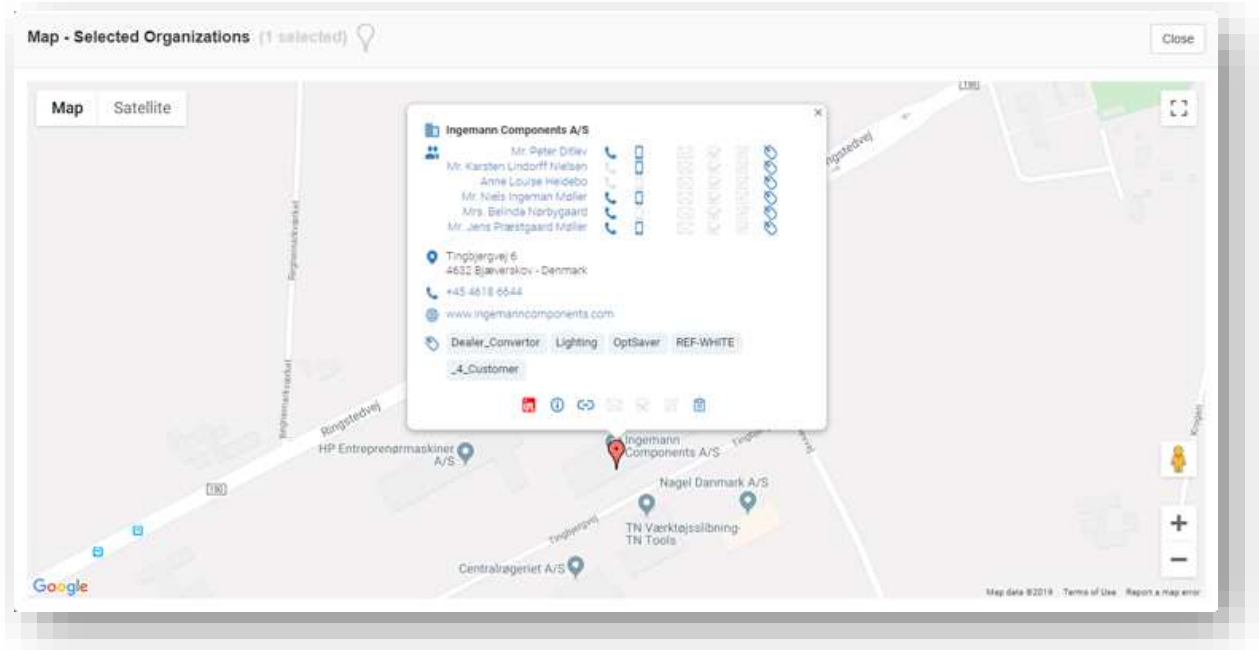 Map - Selected Organizations (1 selected)
Close
Map Satellite
Ingemann Components A/S
Mr. Peter Ditlev
Mr. Karsten Lindorff Nielsen
Anne Louise Heidebo
Mr. Niels Ingeman Møller
Mrs. Belinda Nørbygaard
Mr. Jens Præstgaard Møller
Tingbjergvej 6
4632 Bjæverskov - Denmark
+45 4618 6644
www.ingemanncomponents.com
Dealer_Convertor Lighting OptSaver REF-WHITE
_4_Customer
Ringstedvej
HP Entreprenørmaskiner A/S
Ingemann
Components A/S
Nagel Danmark A/S
TN Værktøjsslibning-
TN Tools
Tingbjergvej
Centralrøgeriet A/S
190
Google
Map data ©2019 Terms of Use Report a map error